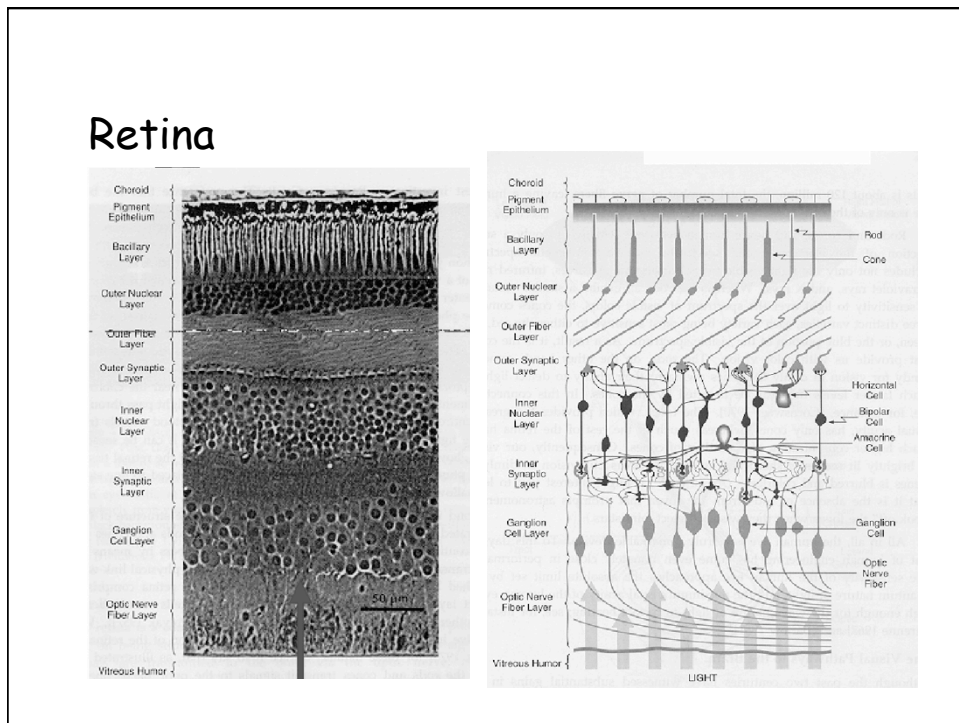 Retina
Choroid
Pigment
Epithelium
Bacillary
Layer
Outer Nuclear
Layer
Outer Fiber
Layer
Outer Synaptic
Layer
Inner
Nuclear
Layer
Inner
Synaptic
Layer
Ganglion
Cell Layer
Optic Nerve
Fiber Layer
Vitreous Humor
50 μm
Choroid
Pigment
Epithelium
Bacillary
Layer
Outer Nuclear
Layer
Outer Fiber
Layer
Outer Synaptic
Layer
Inner
Nuclear
Layer
Inner
Synaptic
Layer
Ganglion
Cell Layer
Optic Nerve
Fiber Layer
Vitreous Humor
Rod
Cone
Horizontal
Cell
Bipolar
Cell
Amacrine
Cell
Ganglion
Cell
Optic
Nerve
Fiber
LIGHT